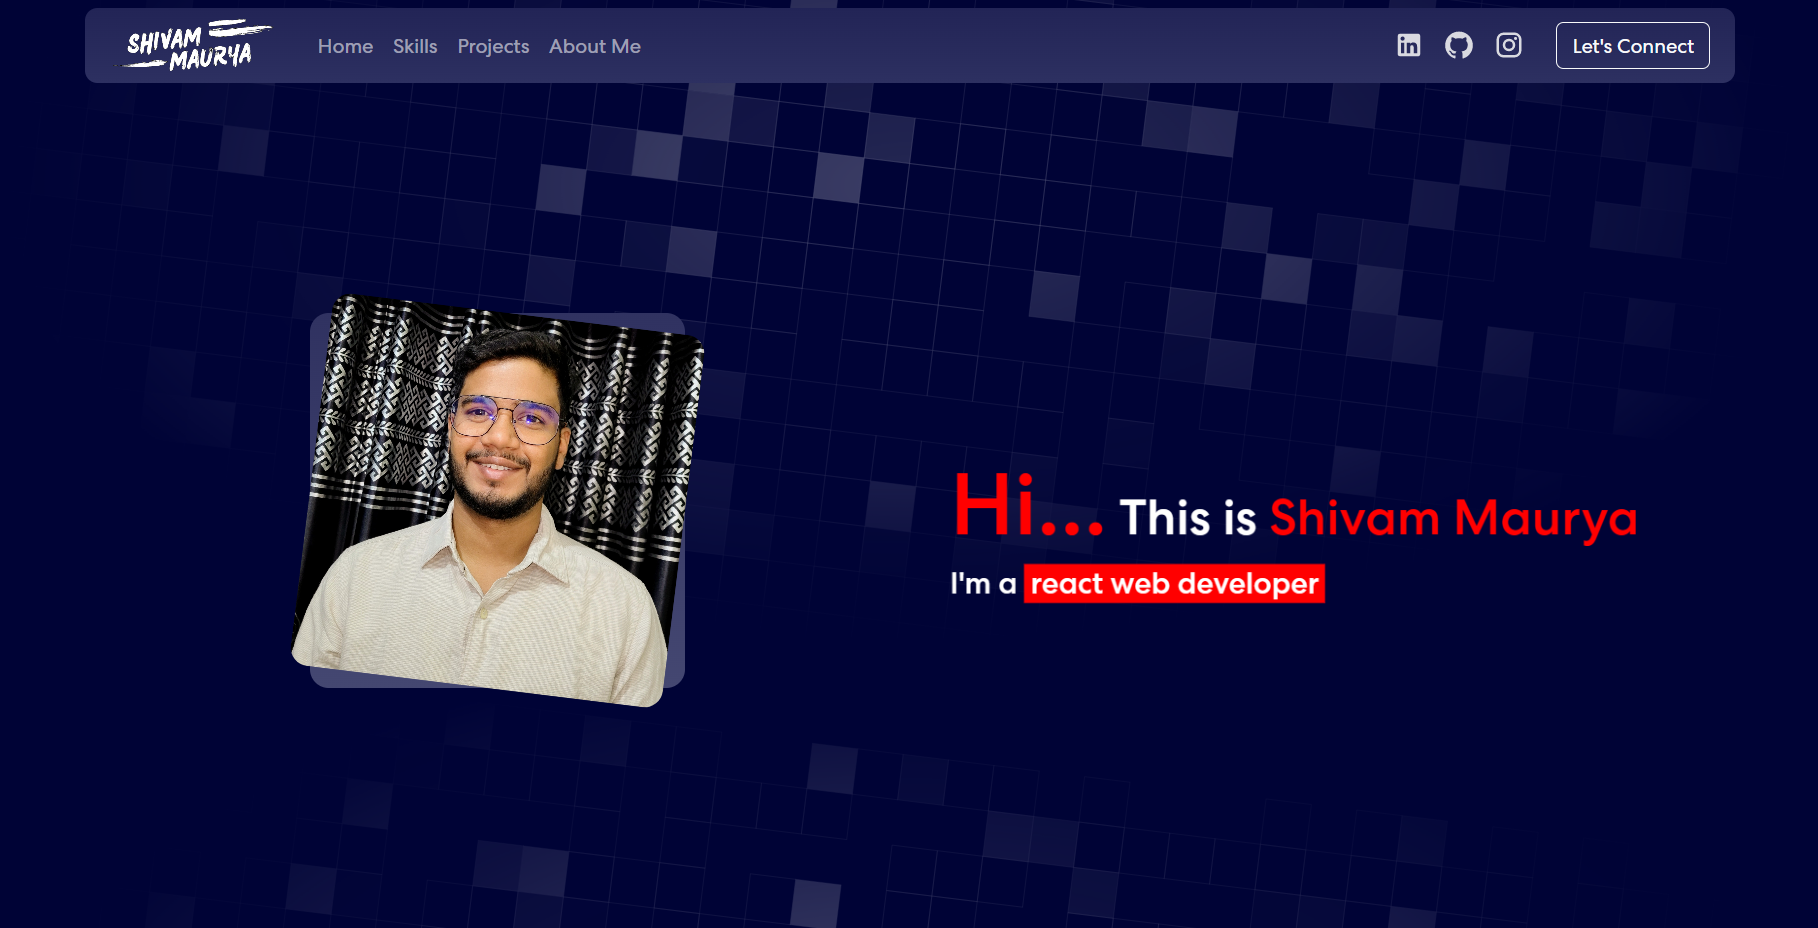 SHIVAM
MAURYA
Home Skills Projects About Me
Let's Connect
Hi... This is Shivam Maurya
I'm a react web developer